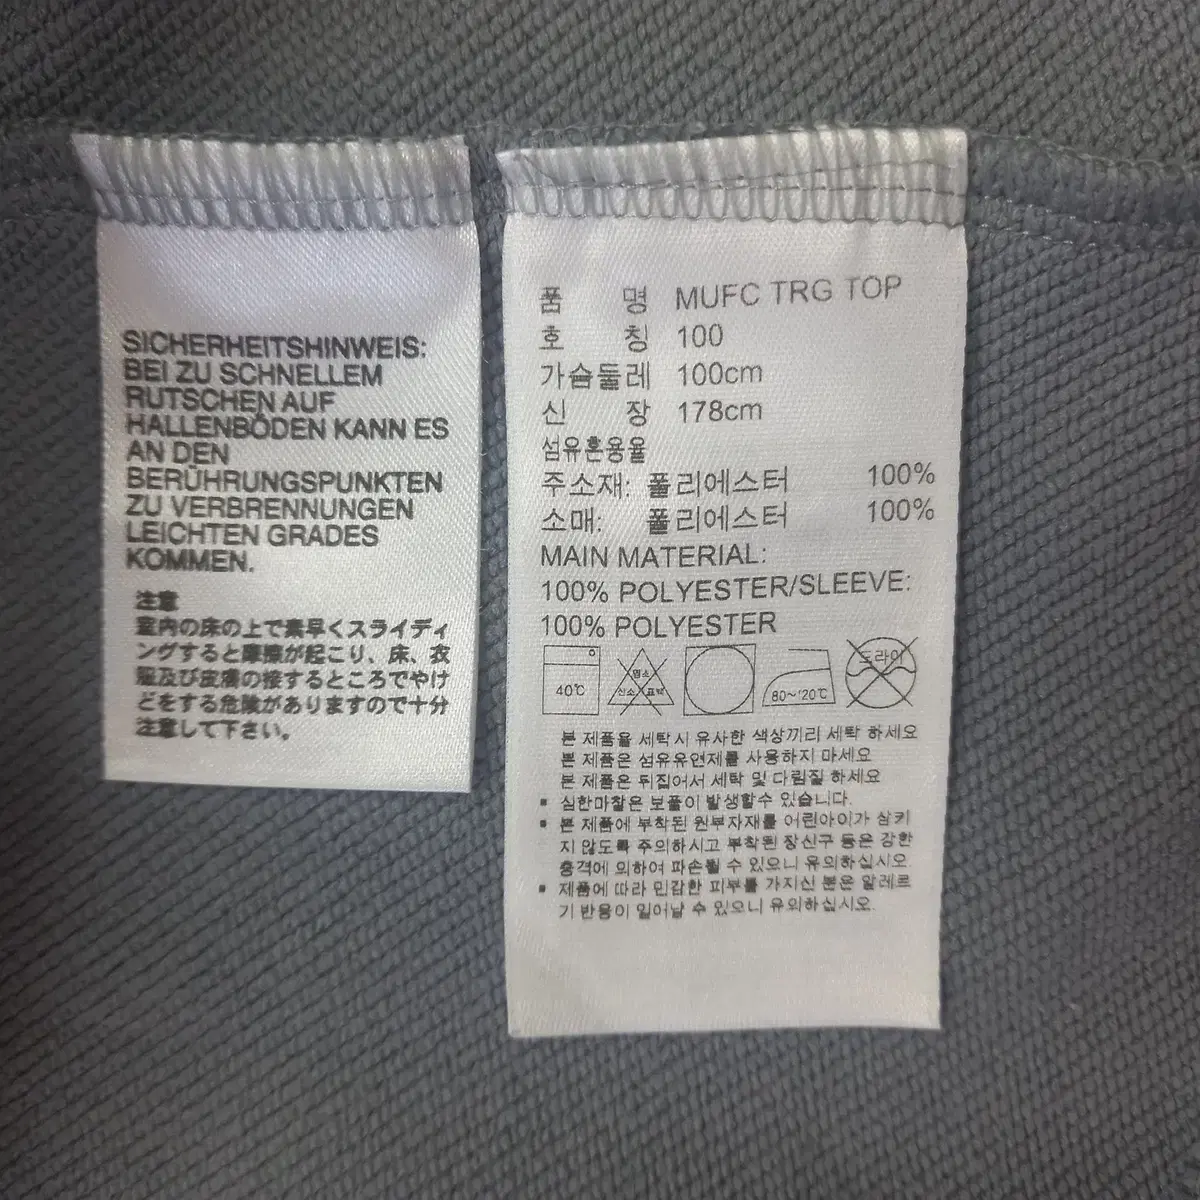 SICHERHEITSHINWEIS:
BEI ZU SCHNELLEM
RUTSCHEN AUF
HALLENBÖDEN KANN ES
AN DEN
BERÜHRUNGSPUNKTEN
ZU VERBRENNUNGEN
LEICHTEN GRADES
KOMMEN.
注意
室内の床の上で素早くスライディ
ングすると摩擦が起こり、床、衣
服及び皮膚の接するところでやけ
どをする危険がありますので十分
注意して下さい。
품 명 MUFC TRG TOP
호 칭 100
가슴둘레 100cm
신 장 178cm
섬유혼용율
주소재: 폴리에스터 100%
소매: 폴리에스터 100%
MAIN MATERIAL:
100% POLYESTER/SLEEVE:
100% POLYESTER
40℃
염소
산소 표백
80~'20℃
드라이
본 제품을 세탁시 유사한 색상끼리 세탁 하세요
본 제품은 섬유유연제를 사용하지 마세요
본 제품은 뒤집어서 세탁 및 다림질 하세요
▪ 심한마찰은 보풀이 발생할수 있습니다.
▪ 본 제품에 부착된 원부자재를 어린아이가 삼키
지 않도록 주의하시고 부착된 장신구 등은 강한
충격에 의하여 파손될 수 있으니 유의하십시오.
▪ 제품에 따라 민감한 피부를 가지신 분은 알레르
기 반응이 일어날 수 있으니 유의하십시오.